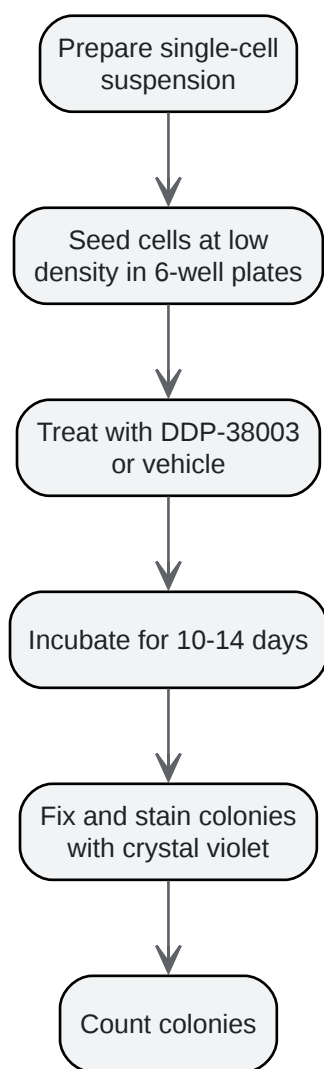 Prepare single-cell
suspension
Seed cells at low
density in 6-well plates
Treat with DDP-38003
or vehicle
Incubate for 10-14 days
Fix and stain colonies
with crystal violet
Count colonies